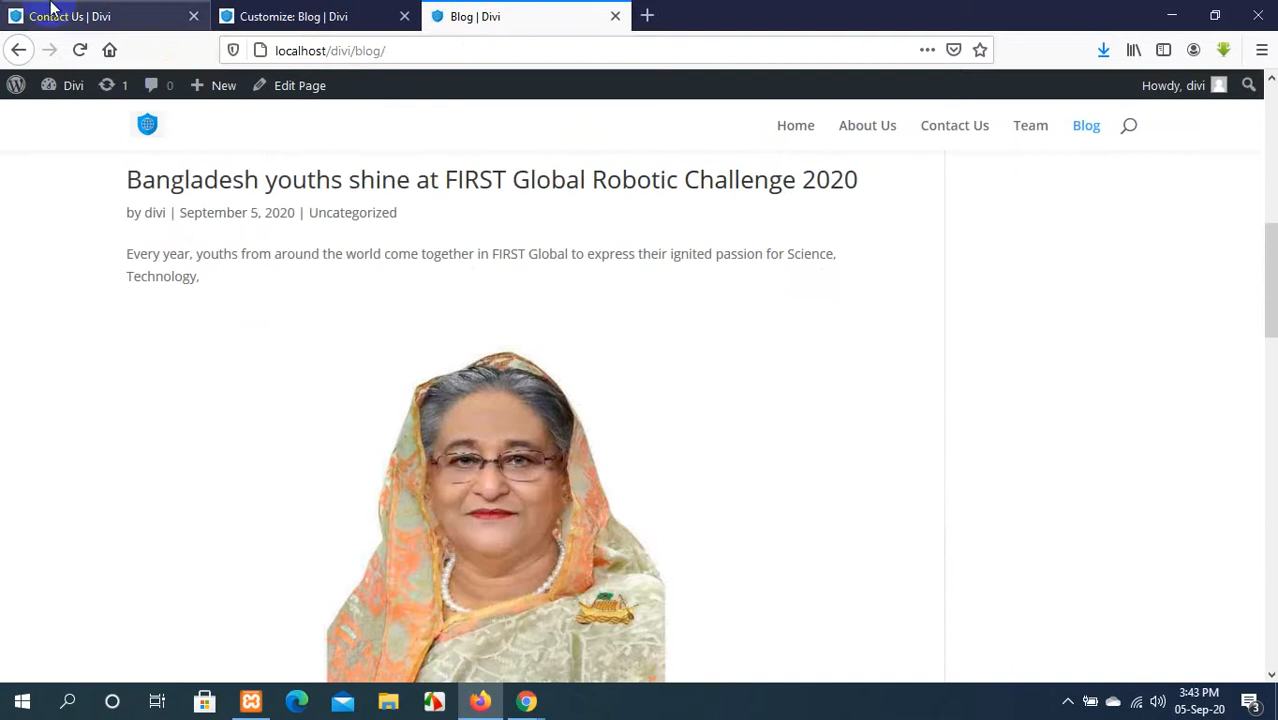 Contact Us | Divi
Customize: Blog | Divi
Blog | Divi
localhost/divi/blog/
Divi
1
0
New
Edit Page
Howdy, divi
Home
About Us
Contact Us
Team
Blog
Bangladesh youths shine at FIRST Global Robotic Challenge 2020
by divi | September 5, 2020 | Uncategorized
Every year, youths from around the world come together in FIRST Global to express their ignited passion for Science,
Technology,
3:43 PM
05-Sep-20
3